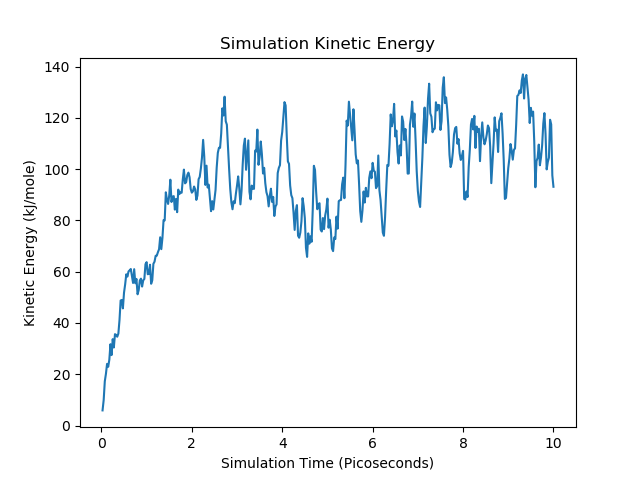 Simulation Kinetic Energy
Kinetic Energy (kJ/mole)
140
120
100
80
60
40
20
0
0 2 4 6 8 10
Simulation Time (Picoseconds)